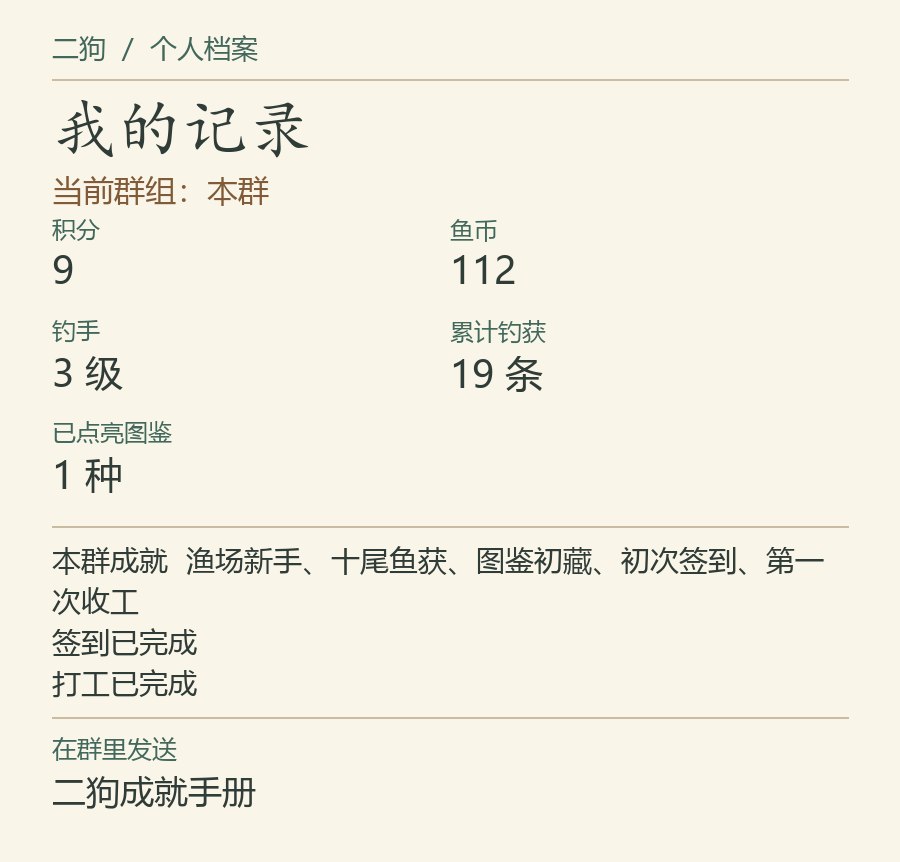 二狗 / 个人档案
我的记录
当前群组：本群
积分
9
鱼币
112
钓手
3 级
累计钓获
19 条
已点亮图鉴
1 种
本群成就 渔场新手、十尾鱼获、图鉴初藏、初次签到、第一
次收工
签到已完成
打工已完成
在群里发送
二狗成就手册